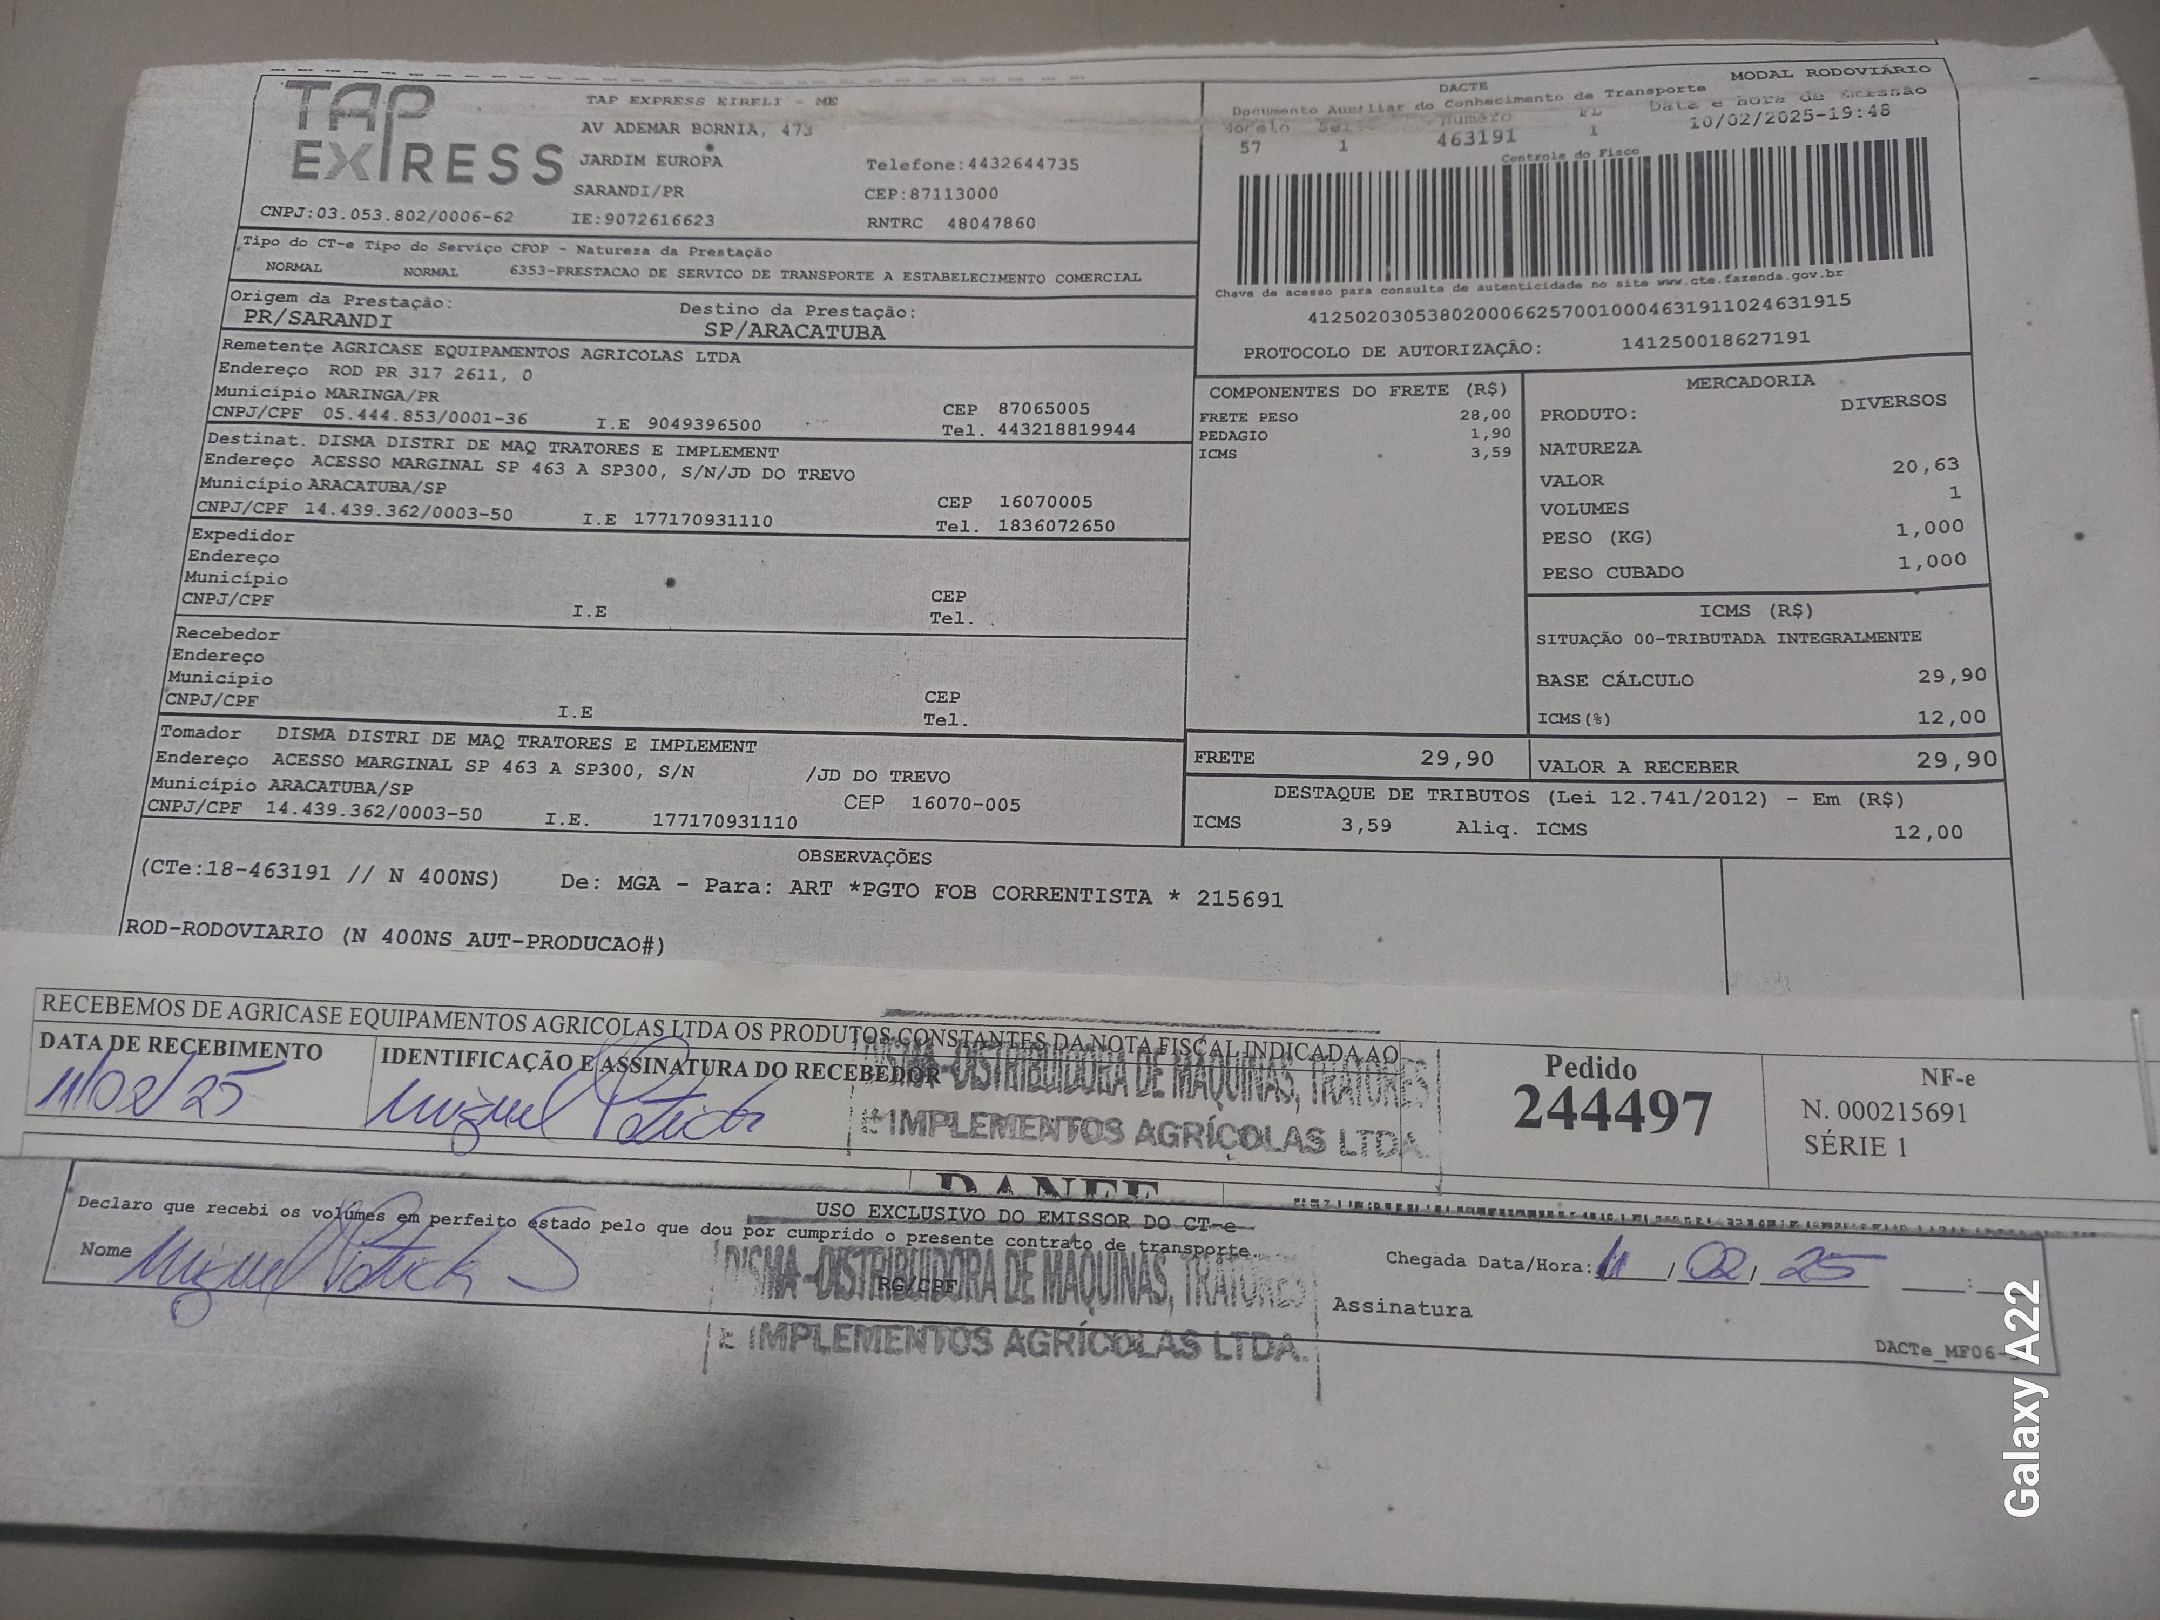 TAP
EXPRESS
TAP EXPRESS EIRELI - ME
AV ADEMAR BORNIA, 473
JARDIM EUROPA Telefone:4432644735
SARANDI/PR CEP:87113000
CNPJ:03.053.802/0006-62 IE:9072616623 RNTRC 48047860
DACTE MODAL RODOVIÁRIO
Documento Auxiliar do Conhecimento de Transporte
Modelo Número FL Data e hora de emissão
57 1 463191 1 10/02/2025-19:48
Controle do Fisco
Chave de acesso para consulta de autenticidade no site www.cte.fazenda.gov.br
41250203053802000662570010004631911024631915
PROTOCOLO DE AUTORIZAÇÃO: 141250018627191
Tipo do CT-e Tipo do Serviço CFOP - Natureza da Prestação
NORMAL NORMAL 6353-PRESTACAO DE SERVICO DE TRANSPORTE A ESTABELECIMENTO COMERCIAL
Origem da Prestação: Destino da Prestação:
PR/SARANDI SP/ARACATUBA
Remetente AGRICASE EQUIPAMENTOS AGRICOLAS LTDA
Endereço ROD PR 317 2611, 0
Município MARINGA/PR CEP 87065005
CNPJ/CPF 05.444.853/0001-36 I.E 9049396500 Tel. 443218819944
Destinat. DISMA DISTRI DE MAQ TRATORES E IMPLEMENT
Endereço ACESSO MARGINAL SP 463 A SP300, S/N/JD DO TREVO
Município ARACATUBA/SP CEP 16070005
CNPJ/CPF 14.439.362/0003-50 I.E 177170931110 Tel. 1836072650
Expedidor
Endereço
Município CEP
CNPJ/CPF I.E Tel.
Recebedor
Endereço
Município CEP
CNPJ/CPF I.E Tel.
Tomador DISMA DISTRI DE MAQ TRATORES E IMPLEMENT
Endereço ACESSO MARGINAL SP 463 A SP300, S/N /JD DO TREVO
Município ARACATUBA/SP CEP 16070-005
CNPJ/CPF 14.439.362/0003-50 I.E. 177170931110
COMPONENTES DO FRETE (R$)
FRETE PESO 28,00
PEDAGIO 1,90
ICMS 3,59
MERCADORIA
PRODUTO: DIVERSOS
NATUREZA
VALOR 20,63
VOLUMES 1
PESO (KG) 1,000
PESO CUBADO 1,000
ICMS (R$)
SITUAÇÃO 00-TRIBUTADA INTEGRALMENTE
BASE CÁLCULO 29,90
ICMS(%) 12,00
FRETE 29,90 VALOR A RECEBER 29,90
DESTAQUE DE TRIBUTOS (Lei 12.741/2012) - Em (R$)
ICMS 3,59 Aliq. ICMS 12,00
OBSERVAÇÕES
(CTe:18-463191 // N 400NS) De: MGA - Para: ART *PGTO FOB CORRENTISTA * 215691
ROD-RODOVIARIO (N 400NS_AUT-PRODUCAO#)
RECEBEMOS DE AGRICASE EQUIPAMENTOS AGRICOLAS LTDA OS PRODUTOS CONSTANTES DA NOTA FISCAL INDICADA AO
DATA DE RECEBIMENTO IDENTIFICAÇÃO E ASSINATURA DO RECEBEDOR
11/02/25 Miguel
DISMA-DISTRIBUIDORA DE MAQUINAS, TRATORES
E IMPLEMENTOS AGRÍCOLAS LTDA.
Pedido
244497
NF-e
N. 000215691
SÉRIE 1
DANFE
USO EXCLUSIVO DO EMISSOR DO CT-e
Declaro que recebi os volumes em perfeito estado pelo que dou por cumprido o presente contrato de transporte.
Nome Miguel RG/CPF
Chegada Data/Hora: 11/02/25 :
Assinatura
DISMA-DISTRIBUIDORA DE MAQUINAS, TRATORES
E IMPLEMENTOS AGRÍCOLAS LTDA.
DACTe_MF06-
Galaxy A22